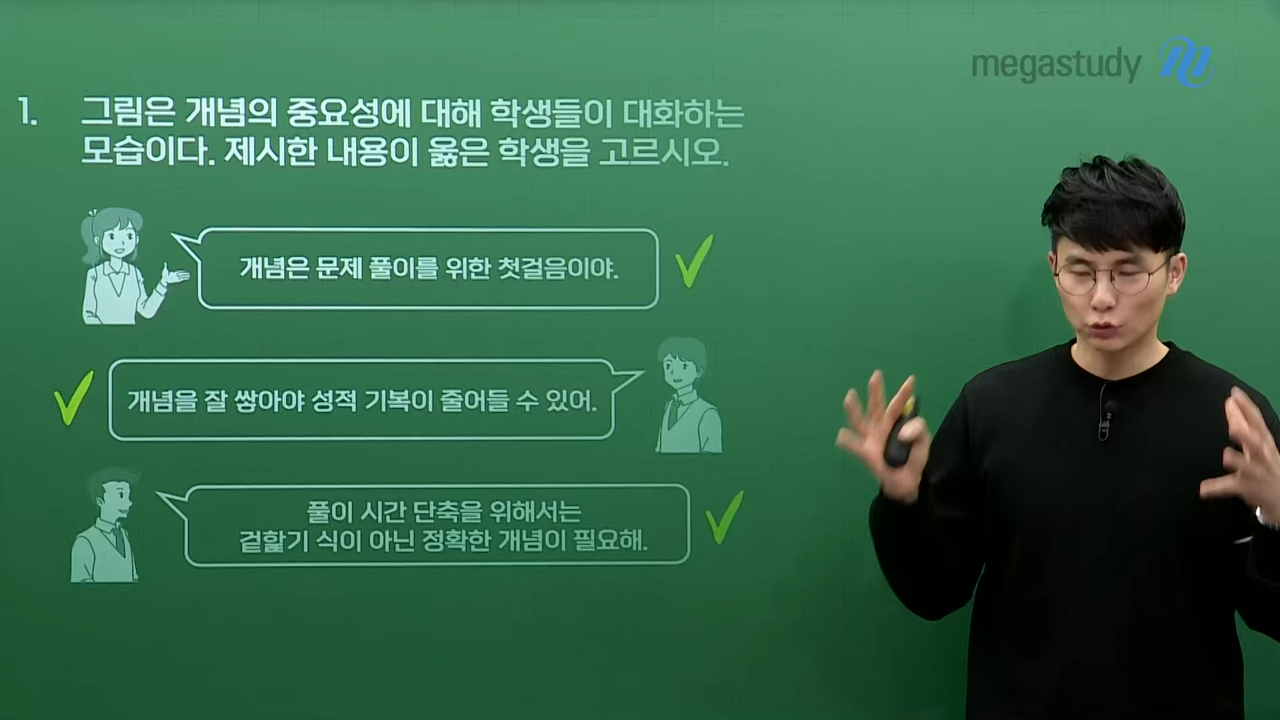 megastudy
1. 그림은 개념의 중요성에 대해 학생들이 대화하는
모습이다. 제시한 내용이 옳은 학생을 고르시오.
개념은 문제 풀이를 위한 첫걸음이야.
개념을 잘 쌓아야 성적 기복이 줄어들 수 있어.
풀이 시간 단축을 위해서는
겉핥기 식이 아닌 정확한 개념이 필요해.